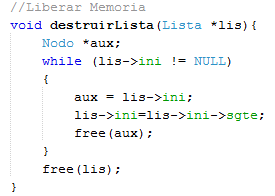 //Liberar Memoria
void destruirLista(Lista *lis){
Nodo *aux;
while (lis->ini != NULL)
{
aux = lis->ini;
lis->ini=lis->ini->sgte;
free(aux);
}
free(lis);
}